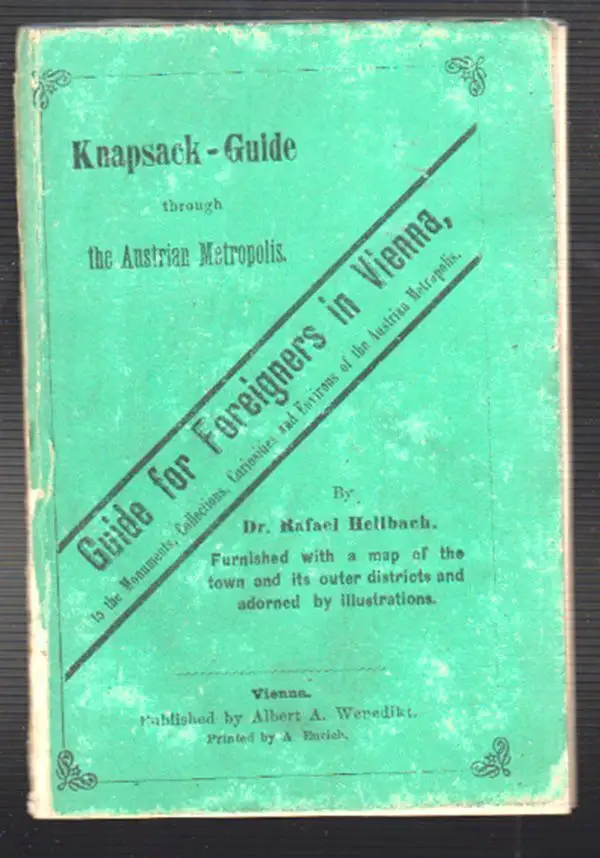 Knapsack-Guide
through
the Austrian Metropolis.
Guide for Foreigners in Vienna,
to the Monuments, Collections, Curiosities and Environs of the Austrian Metropolis.
By
Dr. Rafael Hellbach.
Furnished with a map of the
town and its outer districts and
adorned by illustrations.
Vienna.
Published by Albert A. Wenedikt.
Printed by A. Eurich.